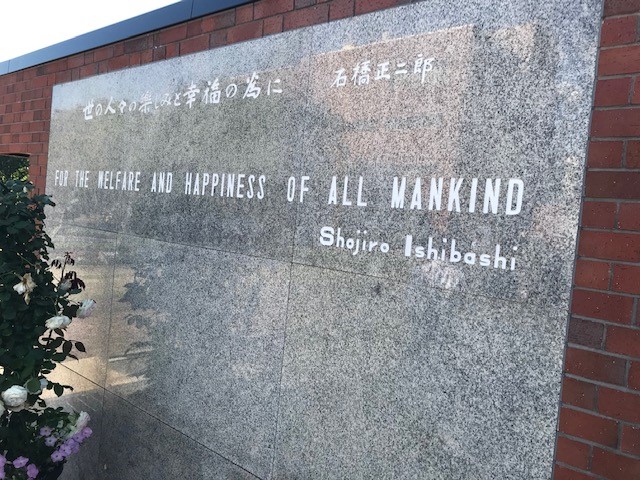 世の人々の楽しみと幸福の為に 石橋正二郎
FOR THE WELFARE AND HAPPINESS OF ALL MANKIND
Shojiro Ishibashi